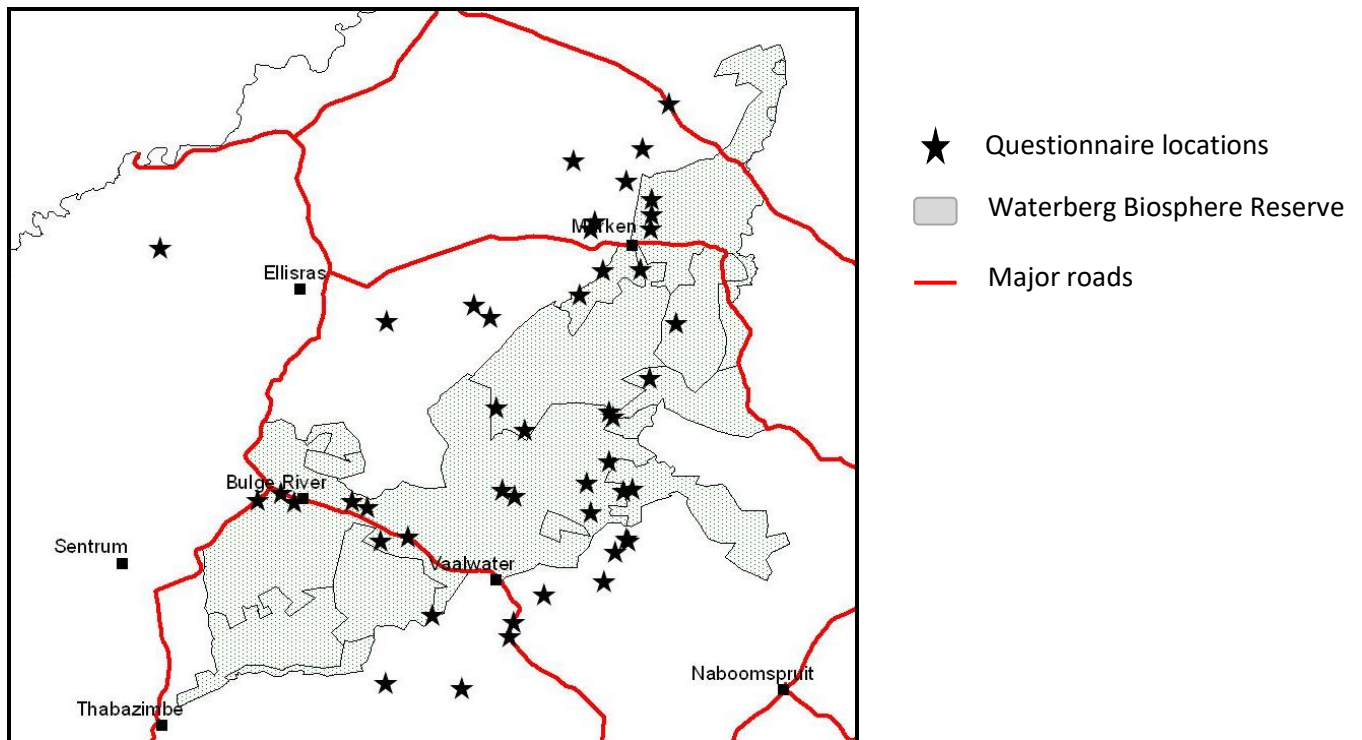 Marken
Ellisras
Bulge River
Sentrum
Vaalwater
Naboomspruit
Thabazimbe
Questionnaire locations
Waterberg Biosphere Reserve
Major roads